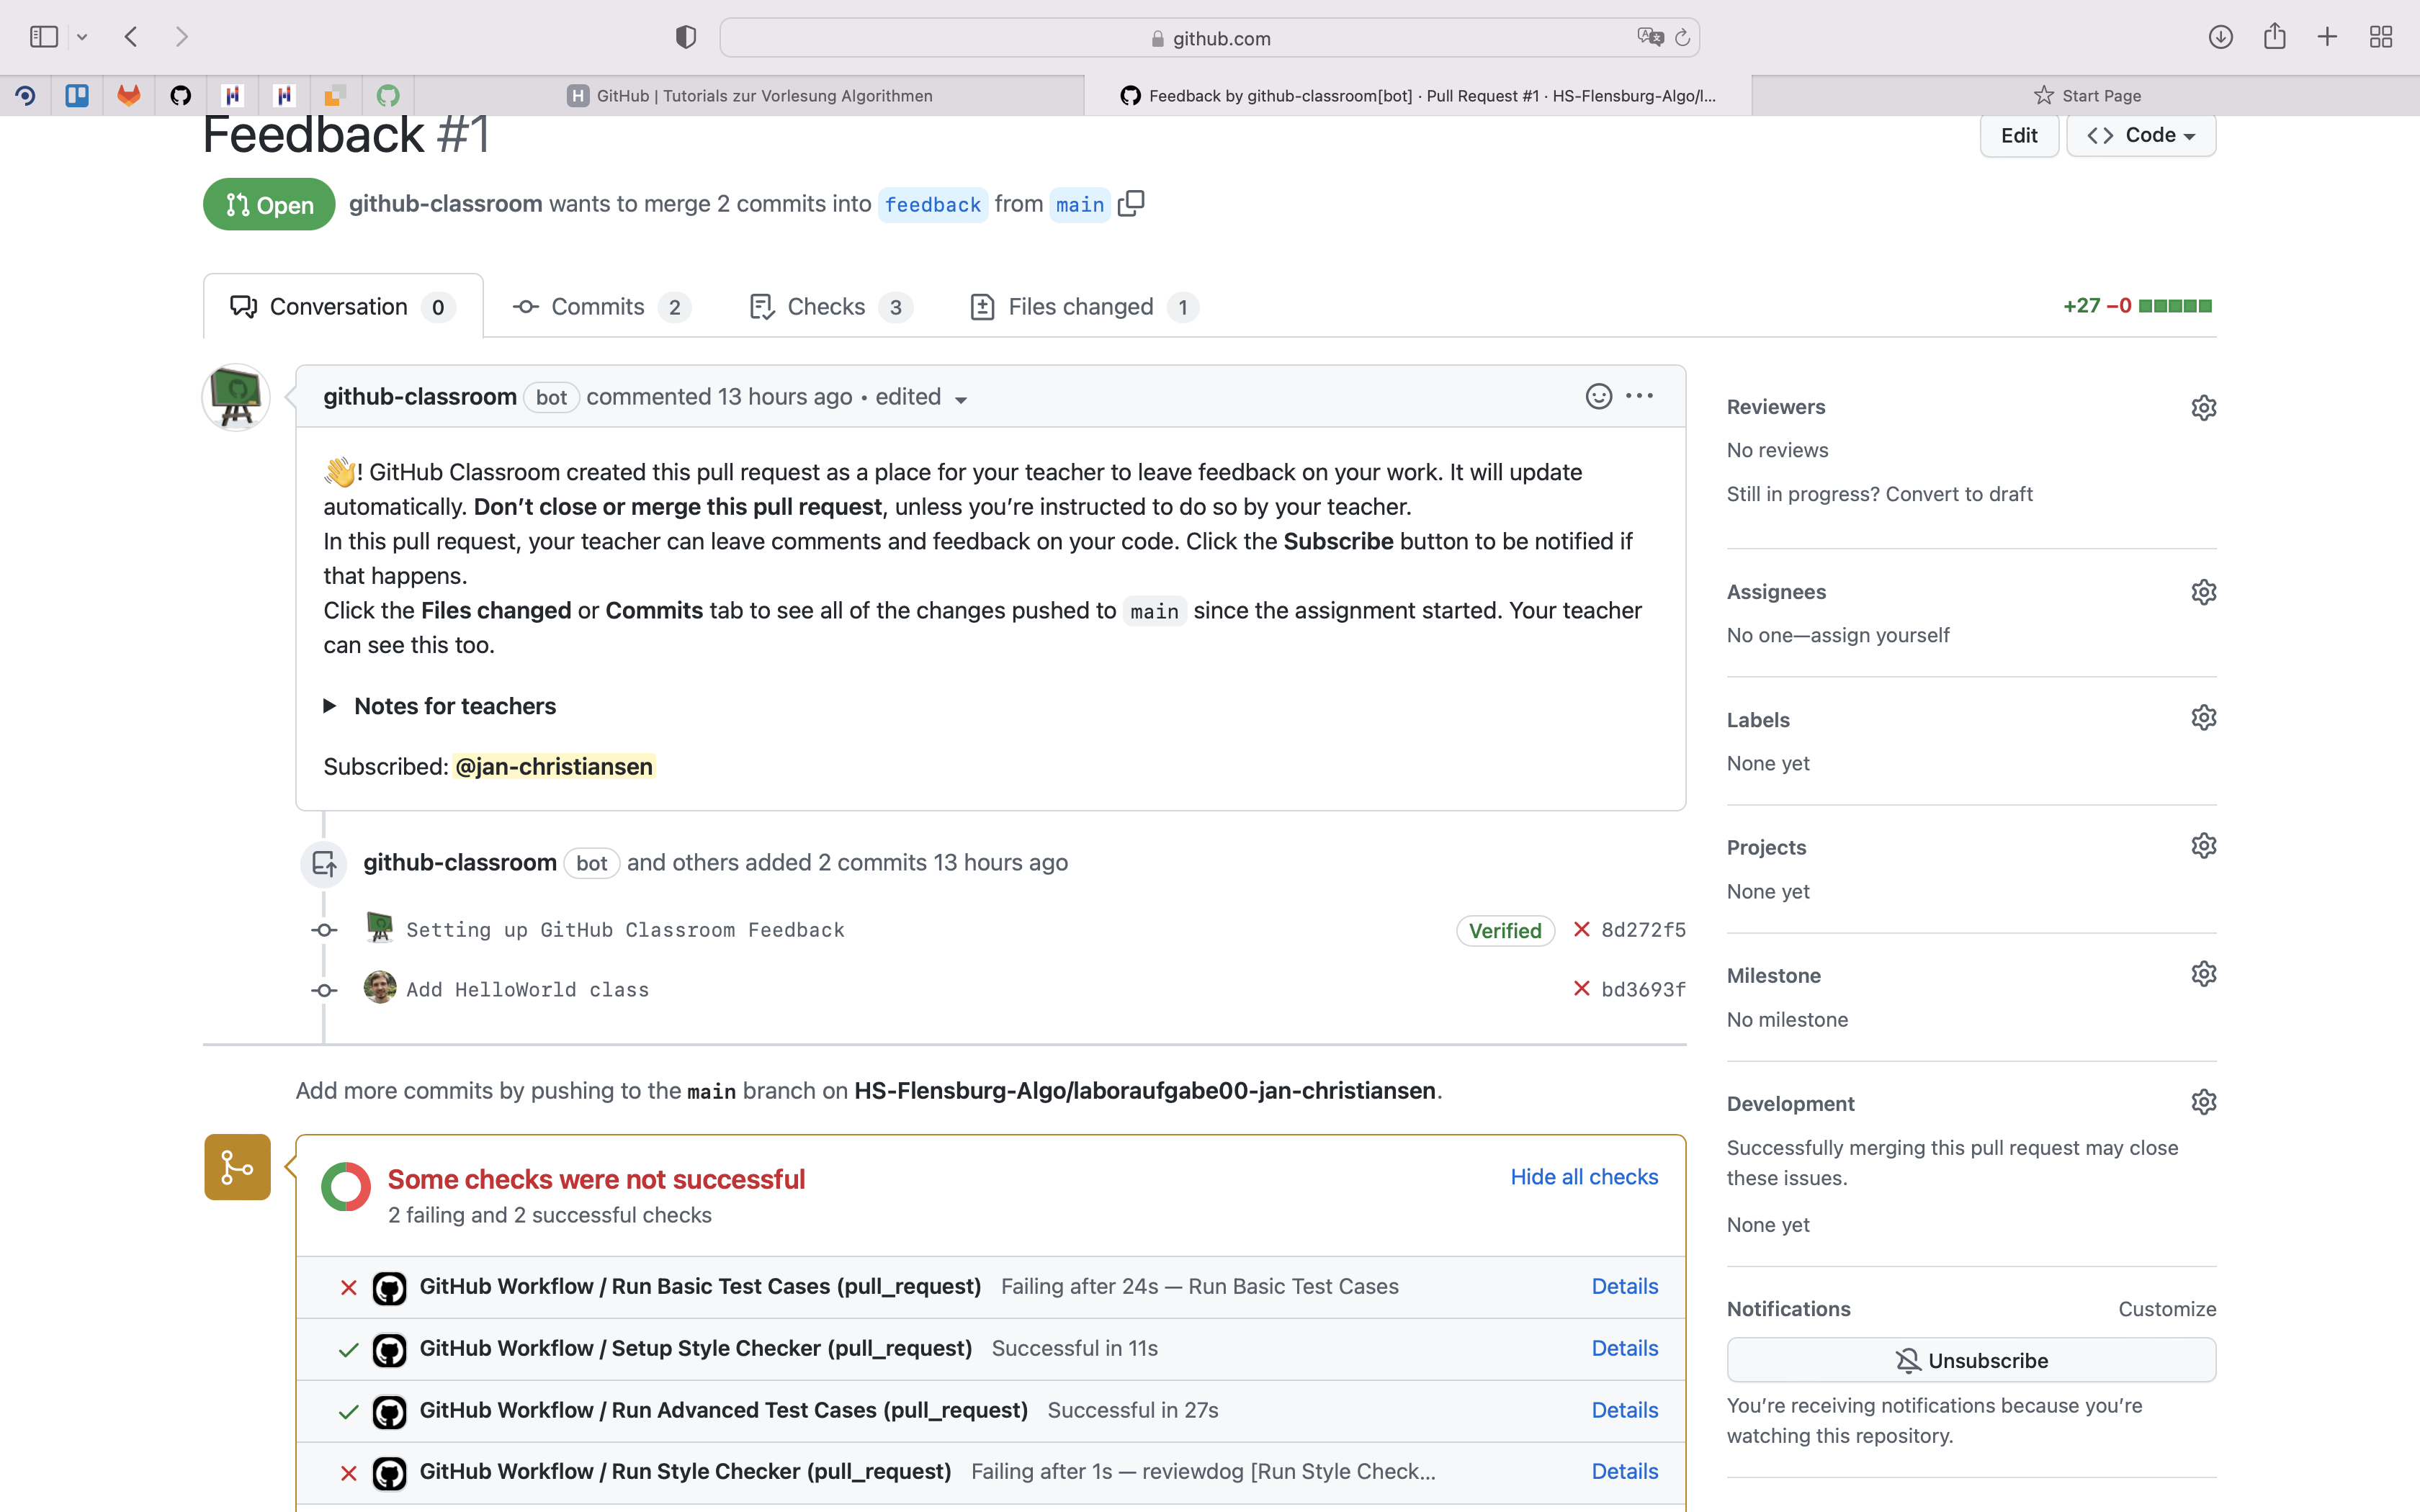 github.com
GitHub | Tutorials zur Vorlesung Algorithmen
Feedback by github-classroom[bot] · Pull Request #1 · HS-Flensburg-Algo/l...
Start Page
Feedback #1
Edit
Code
Open
github-classroom wants to merge 2 commits into feedback from main
Conversation 0
Commits 2
Checks 3
Files changed 1
+27 −0
github-classroom bot commented 13 hours ago • edited
👋! GitHub Classroom created this pull request as a place for your teacher to leave feedback on your work. It will update
automatically. Don’t close or merge this pull request, unless you’re instructed to do so by your teacher.
In this pull request, your teacher can leave comments and feedback on your code. Click the Subscribe button to be notified if
that happens.
Click the Files changed or Commits tab to see all of the changes pushed to main since the assignment started. Your teacher
can see this too.
Notes for teachers
Subscribed: @jan-christiansen
github-classroom bot and others added 2 commits 13 hours ago
Setting up GitHub Classroom Feedback Verified 8d272f5
Add HelloWorld class bd3693f
Add more commits by pushing to the main branch on HS-Flensburg-Algo/laboraufgabe00-jan-christiansen.
Some checks were not successful
Hide all checks
2 failing and 2 successful checks
GitHub Workflow / Run Basic Test Cases (pull_request) Failing after 24s — Run Basic Test Cases Details
GitHub Workflow / Setup Style Checker (pull_request) Successful in 11s Details
GitHub Workflow / Run Advanced Test Cases (pull_request) Successful in 27s Details
GitHub Workflow / Run Style Checker (pull_request) Failing after 1s — reviewdog [Run Style Check... Details
Reviewers
No reviews
Still in progress? Convert to draft
Assignees
No one—assign yourself
Labels
None yet
Projects
None yet
Milestone
No milestone
Development
Successfully merging this pull request may close
these issues.
None yet
Notifications
Customize
Unsubscribe
You’re receiving notifications because you’re
watching this repository.